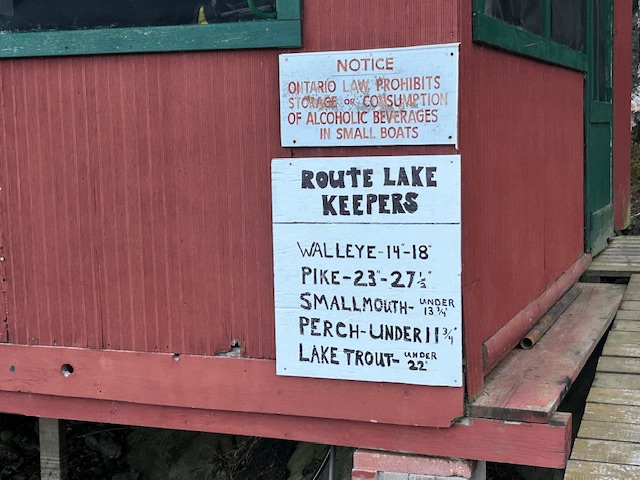 NOTICE
ONTARIO LAW PROHIBITS
STORAGE OR CONSUMPTION
OF ALCOHOLIC BEVERAGES
IN SMALL BOATS
ROUTE LAKE
KEEPERS
WALLEYE-14"-18"
PIKE-23"-27½"
SMALLMOUTH- UNDER 13¼"
PERCH-UNDER 11¾"
LAKE TROUT- UNDER 22"